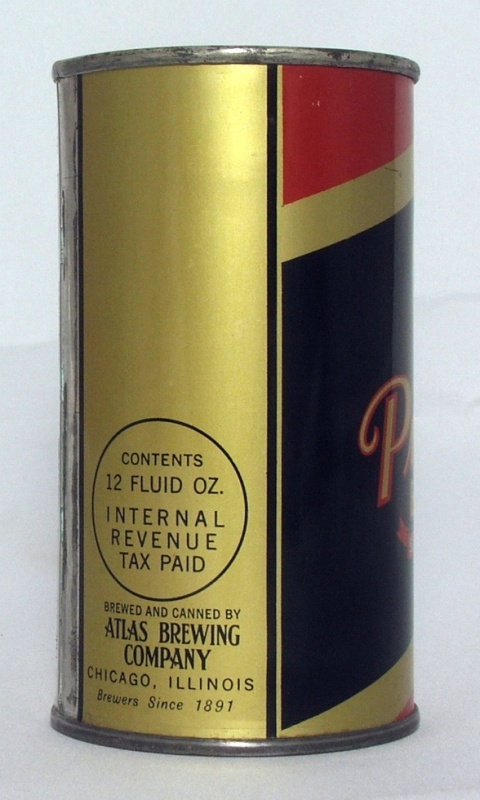 CONTENTS
12 FLUID OZ.
INTERNAL
REVENUE
TAX PAID
BREWED AND CANNED BY
ATLAS BREWING
COMPANY
CHICAGO, ILLINOIS
Brewers Since 1891